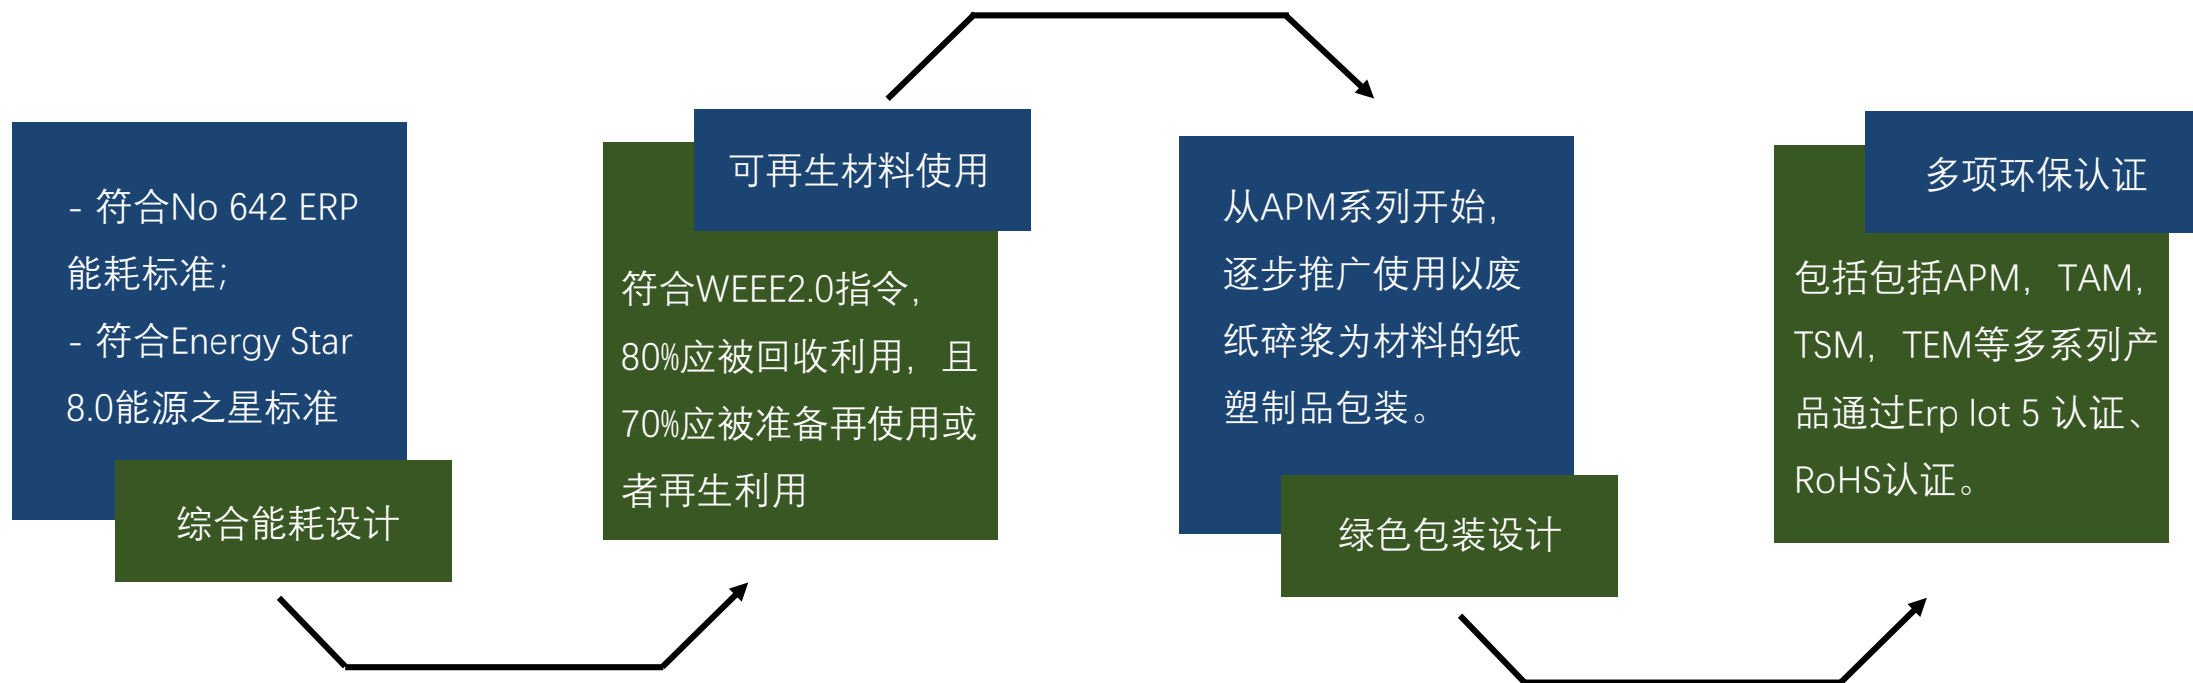 - 符合No 642 ERP
能耗标准；
- 符合Energy Star
8.0能源之星标准
综合能耗设计
可再生材料使用
符合WEEE2.0指令，
80%应被回收利用，且
70%应被准备再使用或
者再生利用
从APM系列开始，
逐步推广使用以废
纸碎浆为材料的纸
塑制品包装。
绿色包装设计
多项环保认证
包括包括APM，TAM，
TSM，TEM等多系列产
品通过Erp lot 5 认证、
RoHS认证。